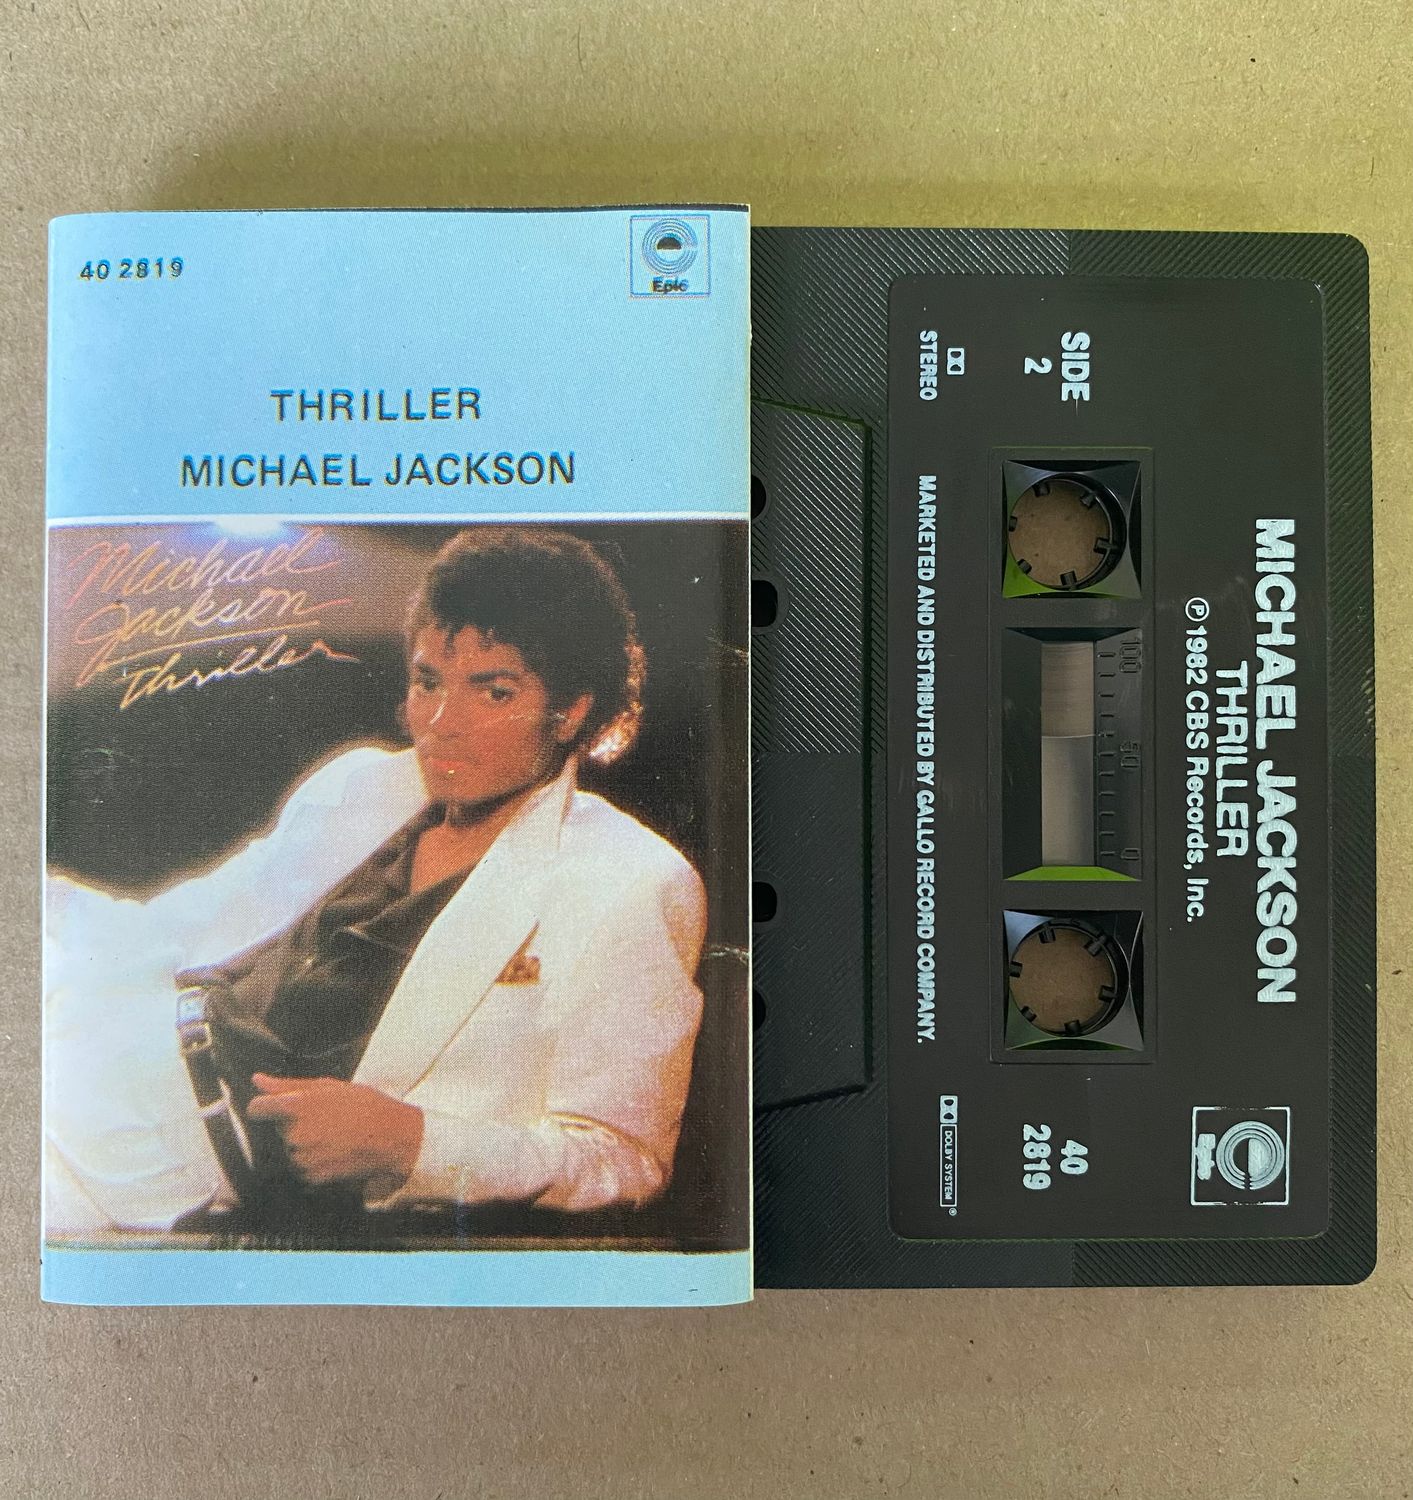 40 2819
Epic
THRILLER
MICHAEL JACKSON
Michael
Jackson
Thriller
MICHAEL JACKSON
THRILLER
℗ 1982 CBS Records, Inc.
Epic
SIDE
2
40
2819
100
50
0
STEREO
MARKETED AND DISTRIBUTED BY GALLO RECORD COMPANY.
DOLBY SYSTEM®